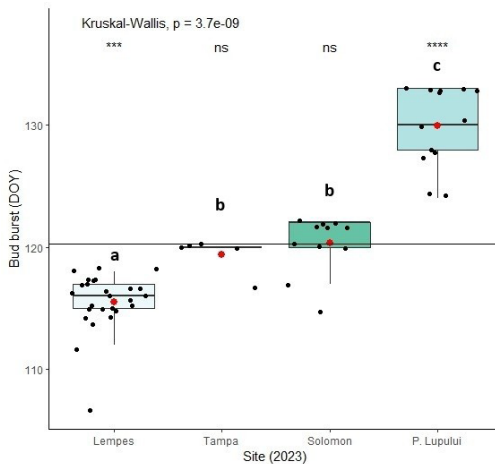 Kruskal-Wallis, p = 3.7e-09
*** ns ns ****
c
b
b
a
Bud burst (DOY)
130
120
110
Lempes Tampa Solomon P. Lupului
Site (2023)